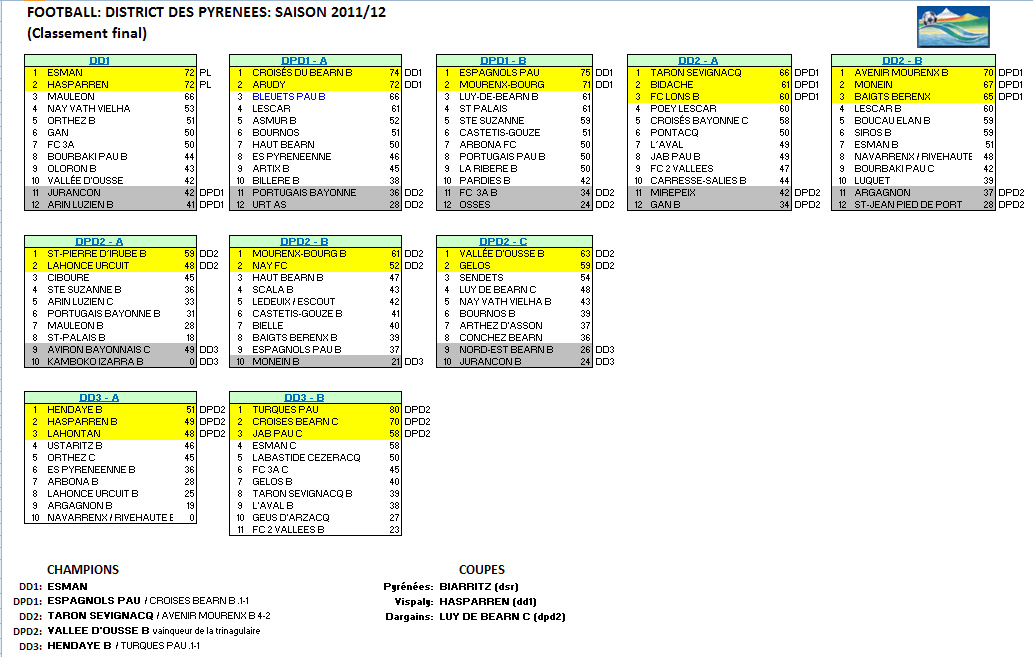 FOOTBALL: DISTRICT DES PYRENEES: SAISON 2011/12
(Classement final)
DD1
1 ESMAN 72 PL
2 HASPARREN 72 PL
3 MAULEON 66
4 NAY VATH VIELHA 53
5 ORTHEZ B 51
6 GAN 50
7 FC 3A 50
8 BOURBAKI PAU B 44
9 OLORON B 43
10 VALLÉE D'OUSSE 42
11 JURANCON 42 DPD1
12 ARIN LUZIEN B 41 DPD1
DPD1 - A
1 CROISÉS DU BEARN B 74 DD1
2 ARUDY 72 DD1
3 BLEUETS PAU B 66
4 LESCAR 61
5 ASMUR B 52
6 BOURNOS 51
7 HAUT BEARN 50
8 ES PYRENEENNE 46
9 ARTIX B 45
10 BILLERE B 38
11 PORTUGAIS BAYONNE 36 DD2
12 URT AS 28 DD2
DPD1 - B
1 ESPAGNOLS PAU 75 DD1
2 MOURENX-BOURG 71 DD1
3 LUY-DE-BEARN B 61
4 ST PALAIS 61
5 STE SUZANNE 59
6 CASTETIS-GOUZE 51
7 ARBONA FC 50
8 PORTUGAIS PAU B 50
9 LA RIBERE B 50
10 PARDIES B 42
11 FC 3A B 34 DD2
12 OSSES 24 DD2
DD2 - A
1 TARON SEVIGNACQ 66 DPD1
2 BIDACHE 61 DPD1
3 FC LONS B 60 DPD1
4 POEY LESCAR 60
5 CROISÉS BAYONNE C 58
6 PONTACQ 50
7 L'AVAL 49
8 JAB PAU B 49
9 FC 2 VALLEES 47
10 CARRESSE-SALIES B 44
11 MIREPEIX 42 DPD2
12 GAN B 34 DPD2
DD2 - B
1 AVENIR MOURENX B 70 DPD1
2 MONEIN 67 DPD1
3 BAIGTS BERENX 65 DPD1
4 LESCAR B 60
5 BOUCAU ELAN B 59
6 SIROS B 59
7 ESMAN B 51
8 NAVARRENX / RIVEHAUTE 48
9 BOURBAKI PAU C 42
10 LUQUET 39
11 ARGAGNON 37 DPD2
12 ST-JEAN PIED DE PORT 28 DPD2
DPD2 - A
1 ST-PIERRE D'IRUBE B 59 DD2
2 LAHONCE URCUIT 48 DD2
3 CIBOURE 45
4 STE SUZANNE B 36
5 ARIN LUZIEN C 33
6 PORTUGAIS BAYONNE B 31
7 MAULEON B 28
8 ST-PALAIS B 18
9 AVIRON BAYONNAIS C 49 DD3
10 KAMBOKO IZARRA B 0 DD3
DPD2 - B
1 MOURENX-BOURG B 61 DD2
2 NAY FC 52 DD2
3 HAUT BEARN B 47
4 SCALA B 43
5 LEDEUIX / ESCOUT 42
6 CASTETIS-GOUZE B 41
7 BIELLE 40
8 BAIGTS BERENX B 39
9 ESPAGNOLS PAU B 37
10 MONEIN B 21 DD3
DPD2 - C
1 VALLÉE D'OUSSE B 63 DD2
2 GELOS 59 DD2
3 SENDETS 54
4 LUY DE BEARN C 48
5 NAY VATH VIELHA B 43
6 BOURNOS B 39
7 ARTHEZ D'ASSON 37
8 CONCHEZ BEARN 36
9 NORD-EST BEARN B 26 DD3
10 JURANCON B 24 DD3
DD3 - A
1 HENDAYE B 51 DPD2
2 HASPARREN B 49 DPD2
3 LAHONTAN 48 DPD2
4 USTARITZ B 46
5 ORTHEZ C 45
6 ES PYRENEENNE B 36
7 ARBONA B 28
8 LAHONCE URCUIT B 25
9 ARGAGNON B 19
10 NAVARRENX / RIVEHAUTE E 0
DD3 - B
1 TURQUES PAU 80 DPD2
2 CROISES BEARN C 70 DPD2
3 JAB PAU C 58 DPD2
4 ESMAN C 58
5 LABASTIDE CEZERACQ 50
6 FC 3A C 45
7 GELOS B 40
8 TARON SEVIGNACQ B 39
9 L'AVAL B 38
10 GEUS D'ARZACQ 27
11 FC 2 VALLEES B 23
CHAMPIONS
DD1: ESMAN
DPD1: ESPAGNOLS PAU / CROISES BEARN B .1-1
DD2: TARON SEVIGNACQ / AVENIR MOURENX B 4-2
DPD2: VALLEE D'OUSSE B vainqueur de la trinagulaire
DD3: HENDAYE B / TURQUES PAU .1-1
COUPES
Pyrénées: BIARRITZ (dsr)
Vispaly: HASPARREN (dd1)
Dargains: LUY DE BEARN C (dpd2)